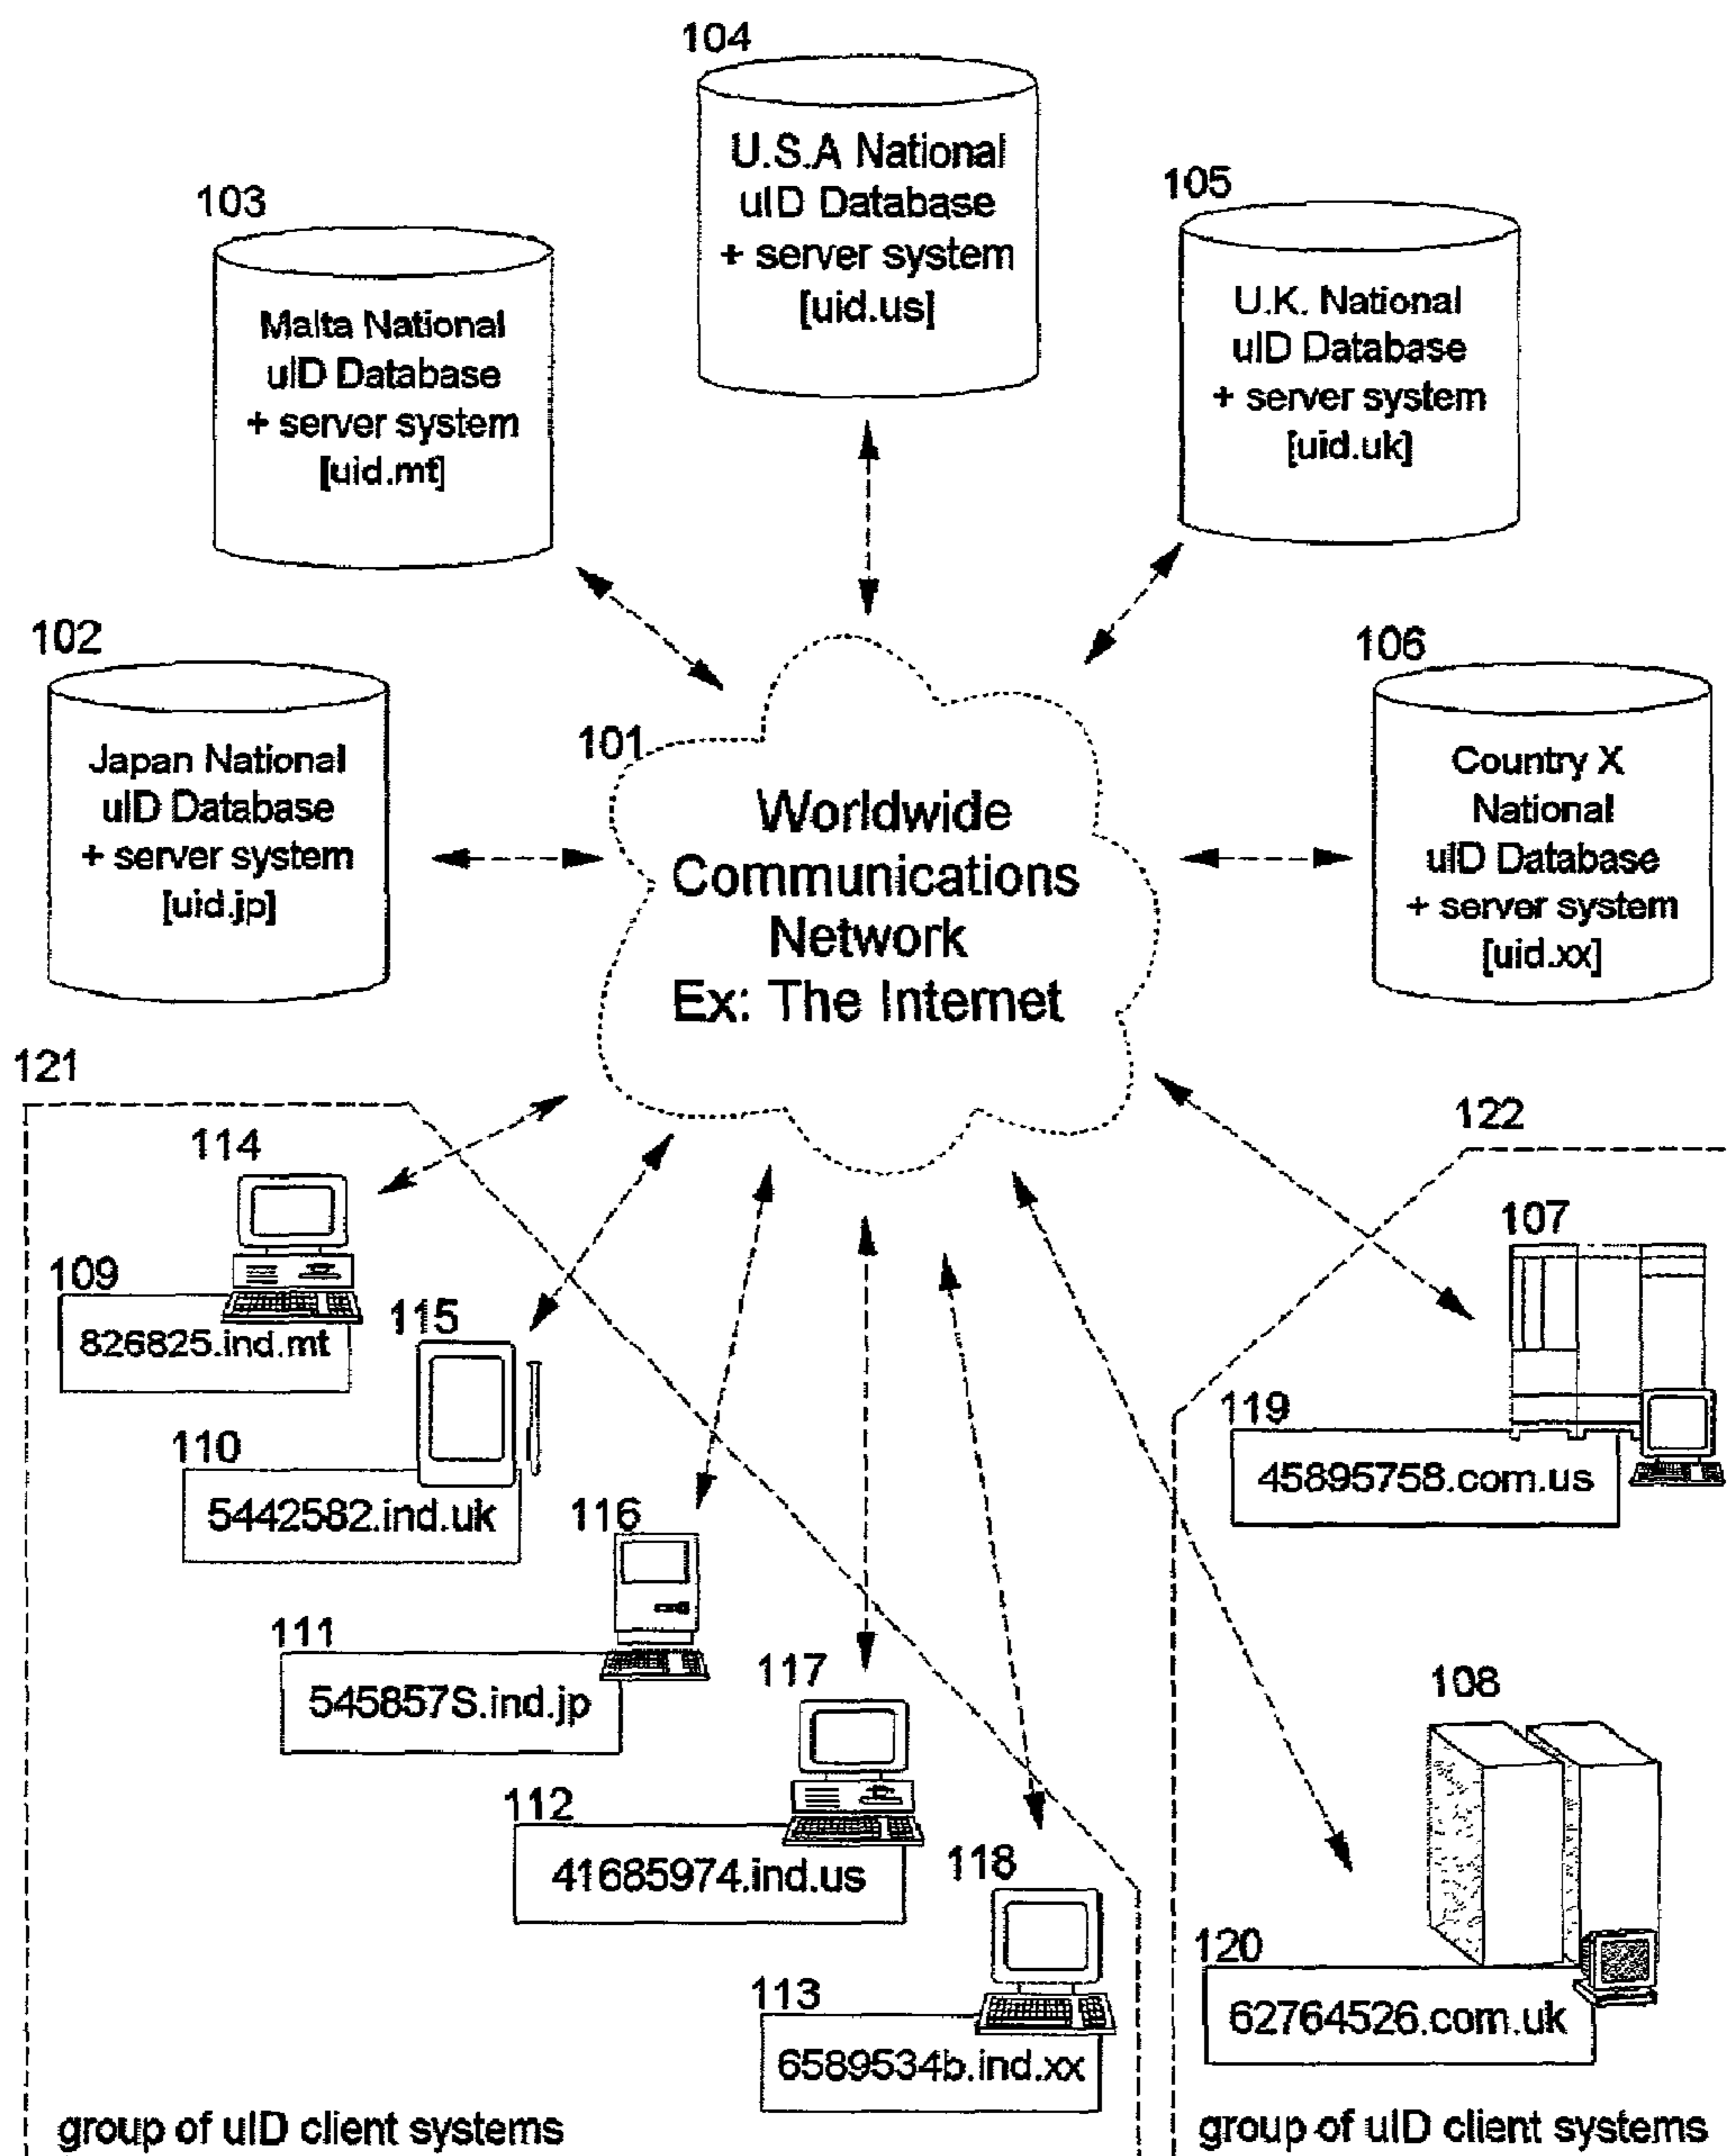 104
U.S.A National
uID Database
+ server system
[uid.us]
103
Malta National
uID Database
+ server system
[uid.mt]
105
U.K. National
uID Database
+ server system
[uid.uk]
102
Japan National
uID Database
+ server system
[uid.jp]
101
Worldwide
Communications
Network
Ex: The Internet
106
Country X
National
uID Database
+ server system
[uid.xx]
121
114
109
826825.ind.mt
115
110
5442582.ind.uk
116
111
545857S.ind.jp
117
112
41685974.ind.us
118
113
6589534b.ind.xx
group of uID client systems
122
107
119
45895758.com.us
108
120
62764526.com.uk
group of uID client systems